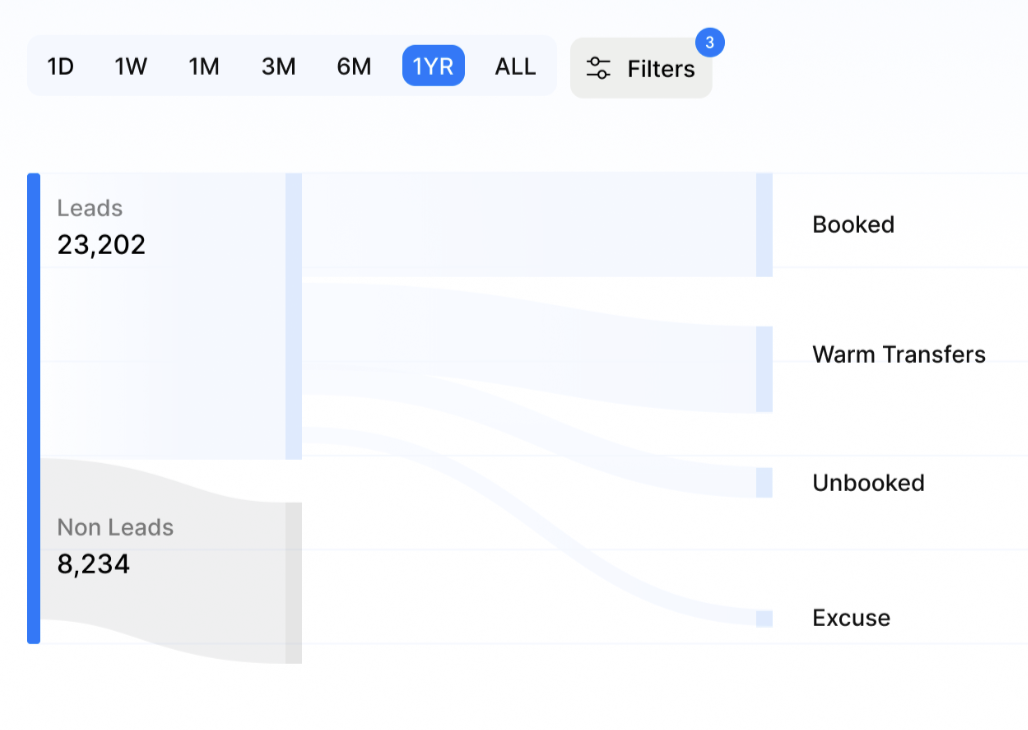 1D 1W 1M 3M 6M 1YR ALL Filters 3
Leads
23,202
Booked
Warm Transfers
Unbooked
Non Leads
8,234
Excuse